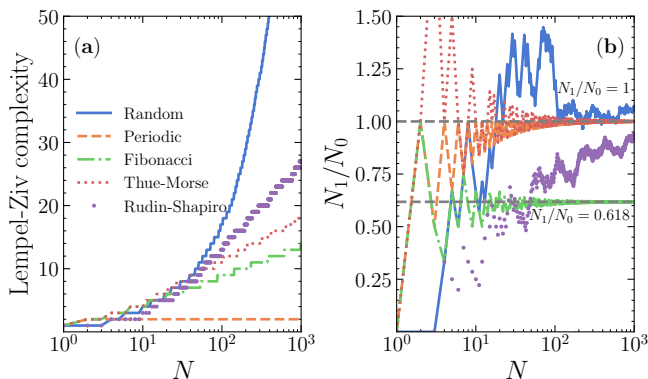 (a)
Lempel-Ziv complexity
50
40
30
20
10
Random
Periodic
Fibonacci
Thue-Morse
Rudin-Shapiro
10^0
10^1
10^2
10^3
N
(b)
N_1/N_0
1.50
1.25
1.00
0.75
0.50
0.25
N_1/N_0 = 1
N_1/N_0 = 0.618
10^0
10^1
10^2
10^3
N